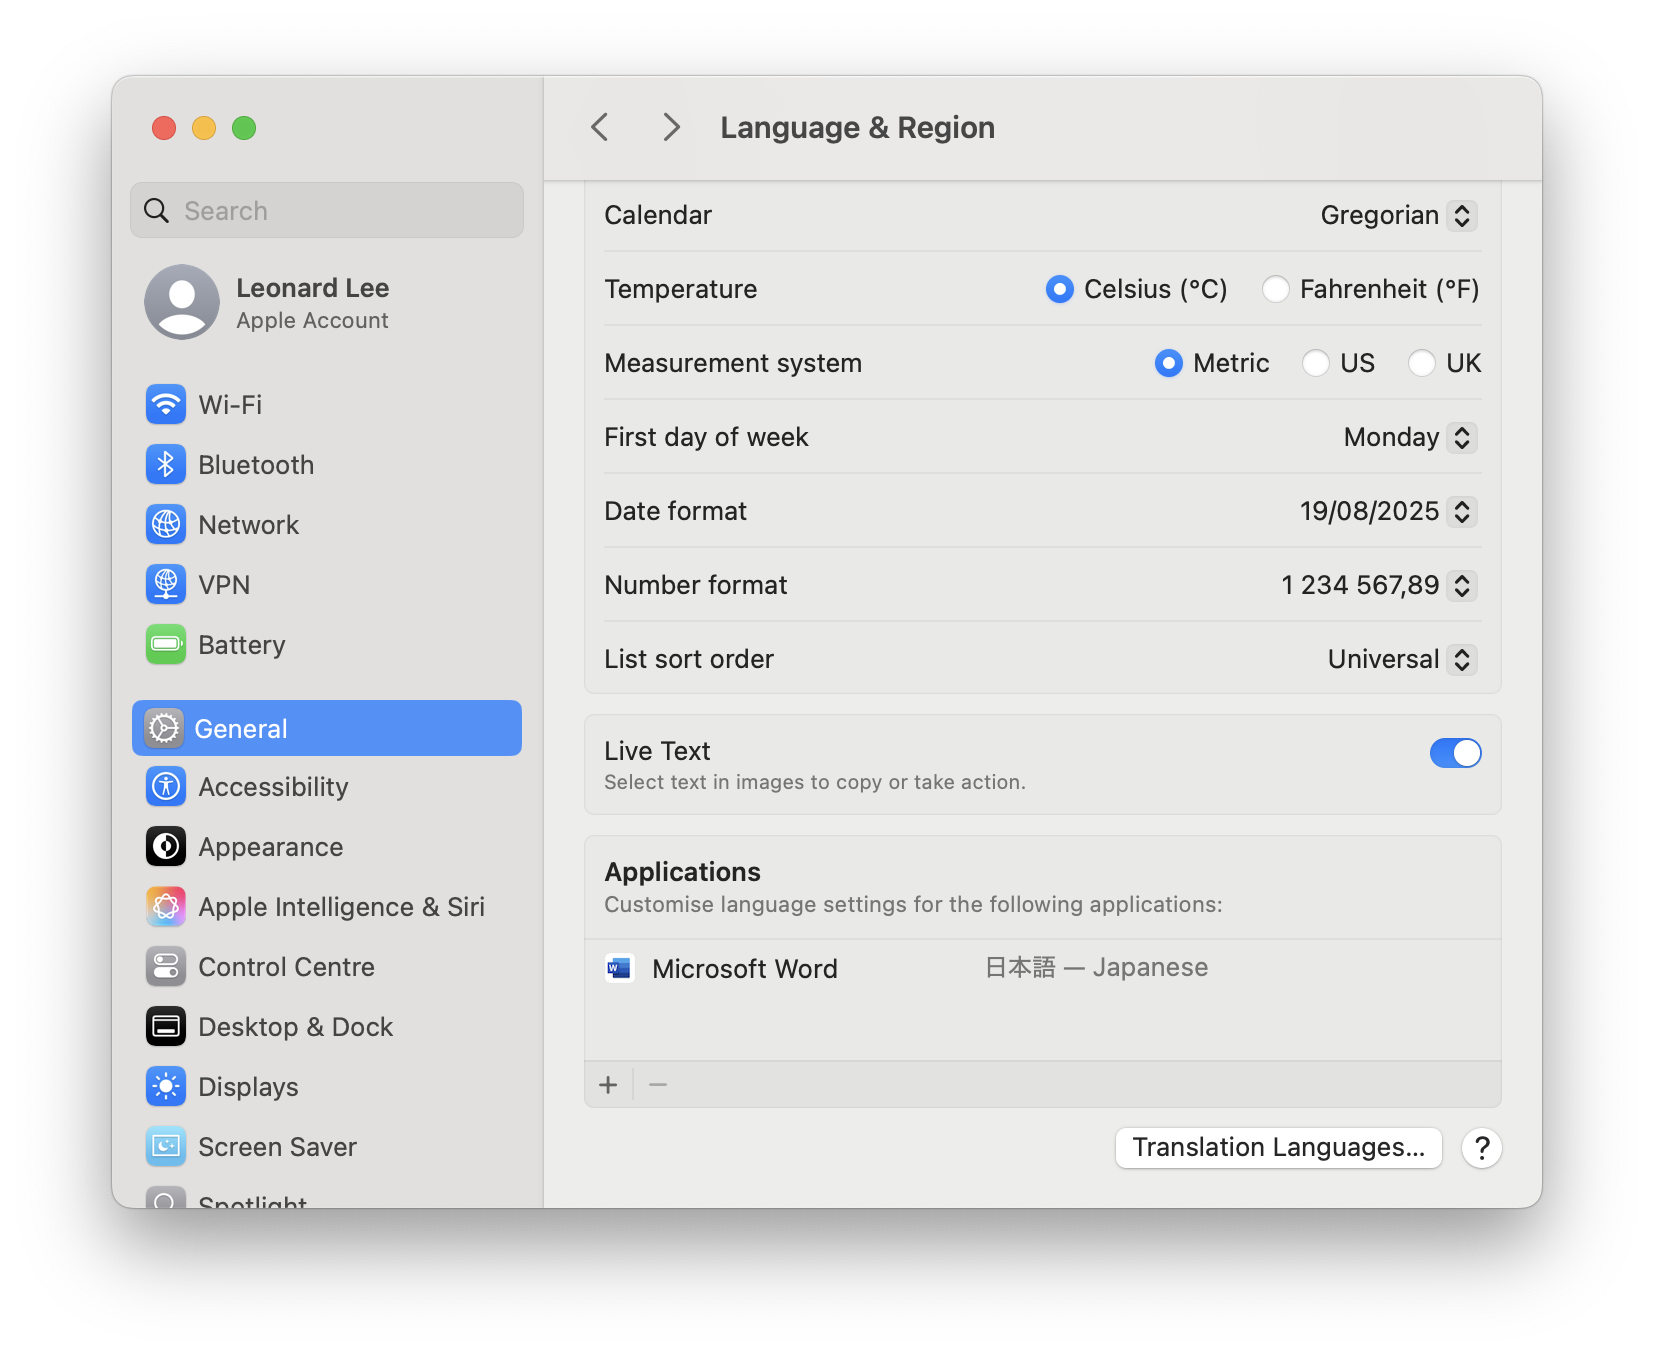 Language & Region
Search
Leonard Lee
Apple Account
Wi-Fi
Bluetooth
Network
VPN
Battery
General
Accessibility
Appearance
Apple Intelligence & Siri
Control Centre
Desktop & Dock
Displays
Screen Saver
Spotlight
Calendar Gregorian
Temperature Celsius (°C) Fahrenheit (°F)
Measurement system Metric US UK
First day of week Monday
Date format 19/08/2025
Number format 1 234 567,89
List sort order Universal
Live Text
Select text in images to copy or take action.
Applications
Customise language settings for the following applications:
Microsoft Word 日本語 — Japanese
Translation Languages... ?